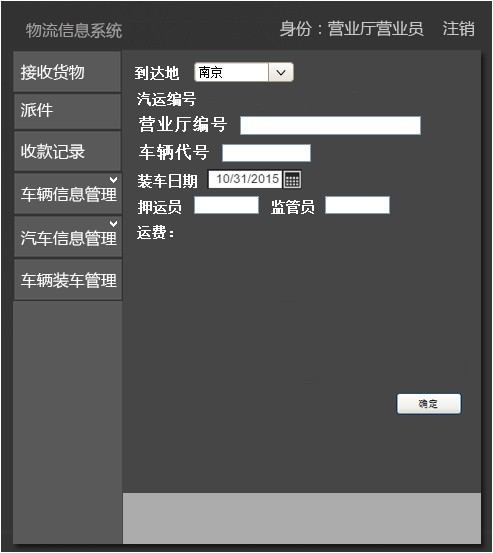 物流信息系统 身份：营业厅营业员 注销
接收货物
派件
收款记录
车辆信息管理
汽车信息管理
车辆装车管理
到达地 南京
汽运编号
营业厅编号
车辆代号
装车日期 10/31/2015
押运员 监管员
运费：
确定